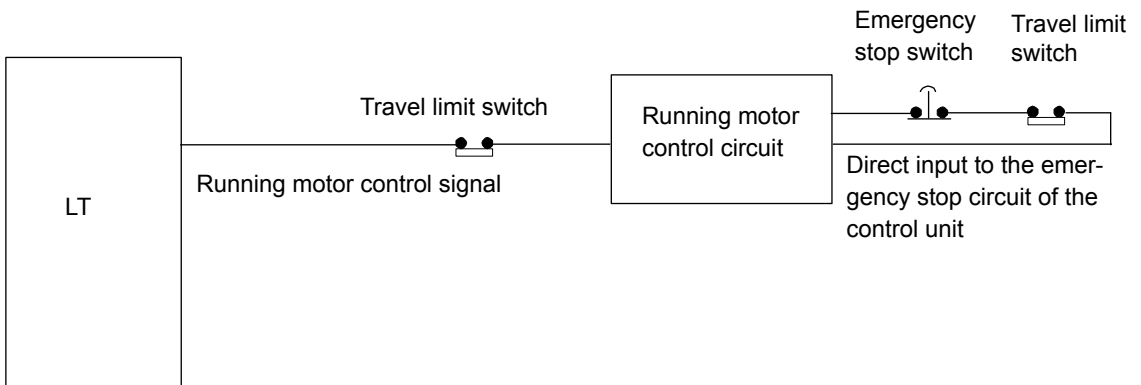 Emergency
stop switch
Travel limit
switch
Travel limit switch
Running motor
control circuit
Running motor control signal
Direct input to the emer-
gency stop circuit of the
control unit
LT